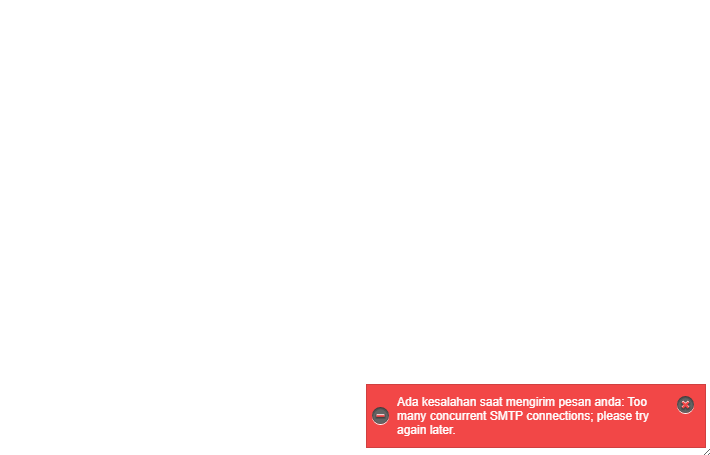 Ada kesalahan saat mengirim pesan anda: Too
many concurrent SMTP connections; please try
again later.